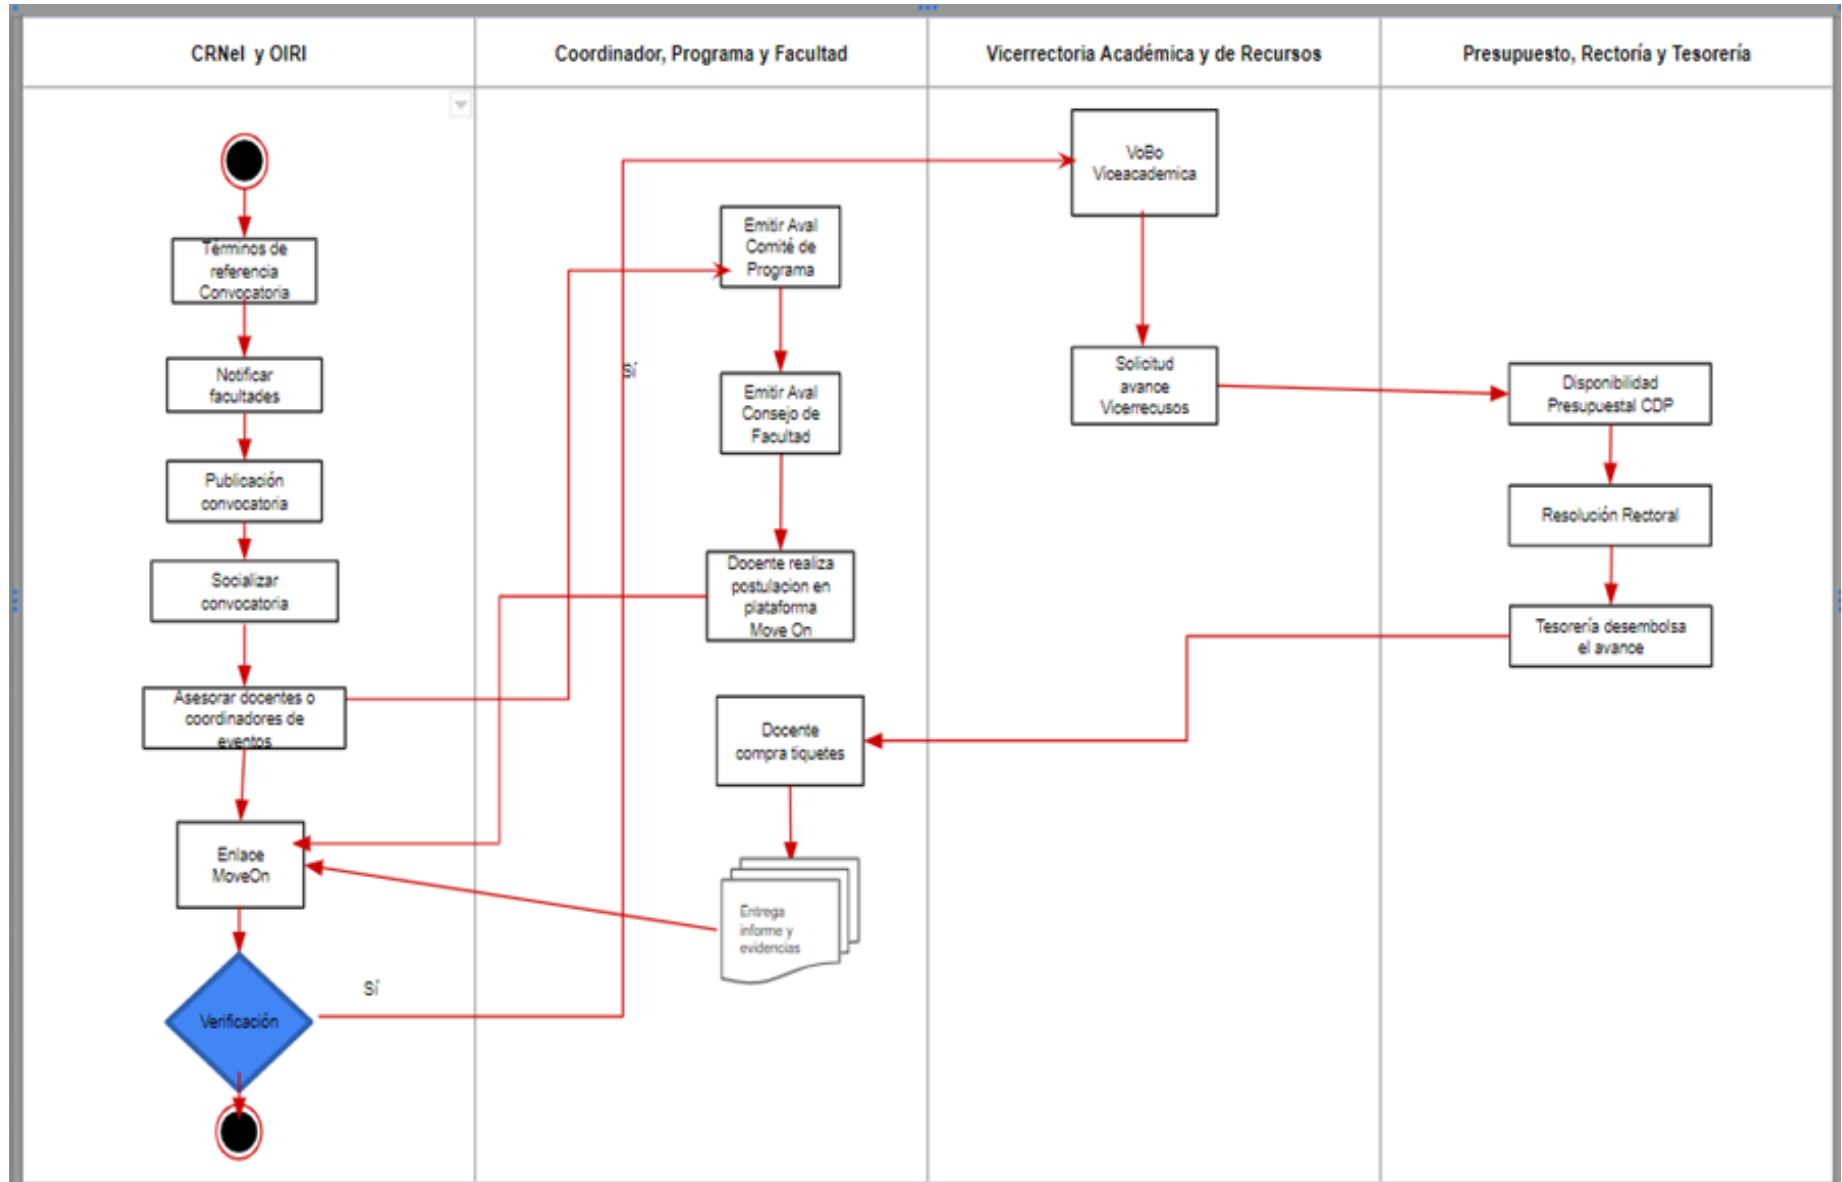 CRNeI y OIRI
Coordinador, Programa y Facultad
Vicerrectoria Académica y de Recursos
Presupuesto, Rectoría y Tesorería
Términos de
referencia
Convocatoria
Notificar
facultades
Publicación
convocatoria
Socializar
convocatoria
Asesorar docentes o
coordinadores de
eventos
Enlace
MoveOn
Verificación
Sí
Sí
Emitir Aval
Comité de
Programa
Emitir Aval
Consejo de
Facultad
Docente realiza
postulacion en
plataforma
Move On
Docente
compra tiquetes
Entrega
informe y
evidencias
VoBo
Viceacademica
Solicitud
avance
Vicerrecusos
Disponibilidad
Presupuestal CDP
Resolución Rectoral
Tesorería desembolsa
el avance